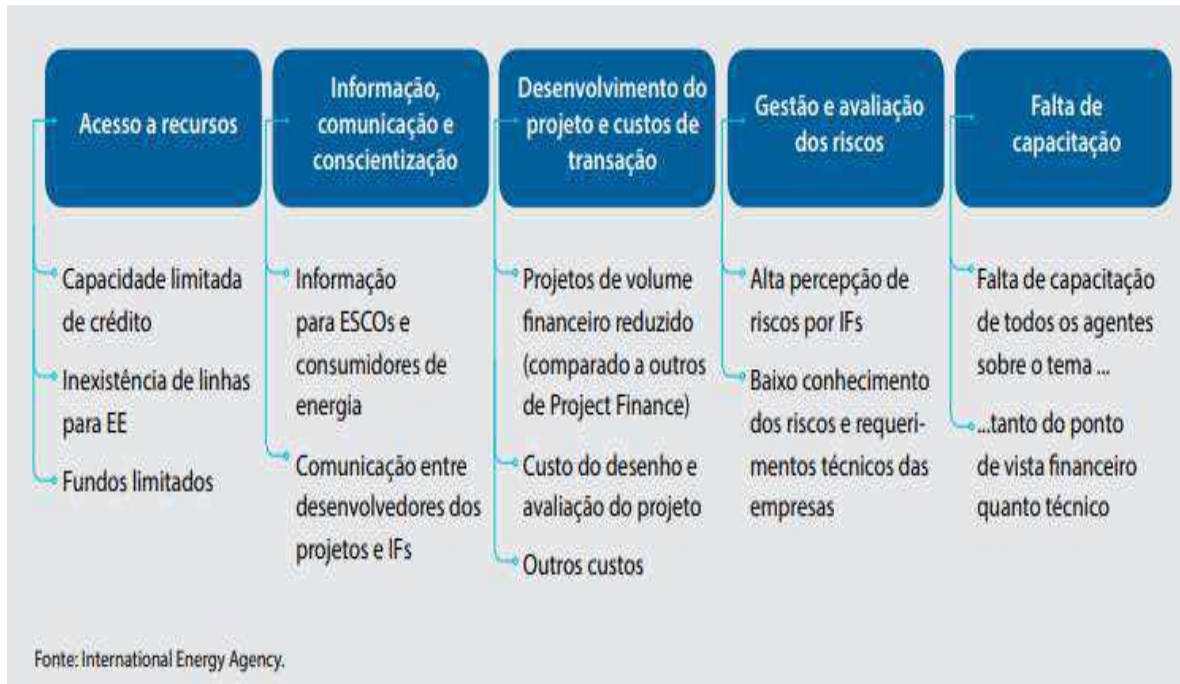 Acesso a recursos
Informação,
comunicação e
conscientização
Desenvolvimento do
projeto e custos de
transação
Gestão e avaliação
dos riscos
Falta de
capacitação
Capacidade limitada
de crédito
Inexistência de linhas
para EE
Fundos limitados
Informação
para ESCOs e
consumidores de
energia
Comunicação entre
desenvolvedores dos
projetos e IFs
Projetos de volume
financeiro reduzido
(comparado a outros
de Project Finance)
Custo do desenho e
avaliação do projeto
Outros custos
Alta percepção de
riscos por IFs
Baixo conhecimento
dos riscos e requeri-
mentos técnicos das
empresas
Falta de capacitação
de todos os agentes
sobre o tema ...
...tanto do ponto
de vista financeiro
quanto técnico
Fonte: International Energy Agency.